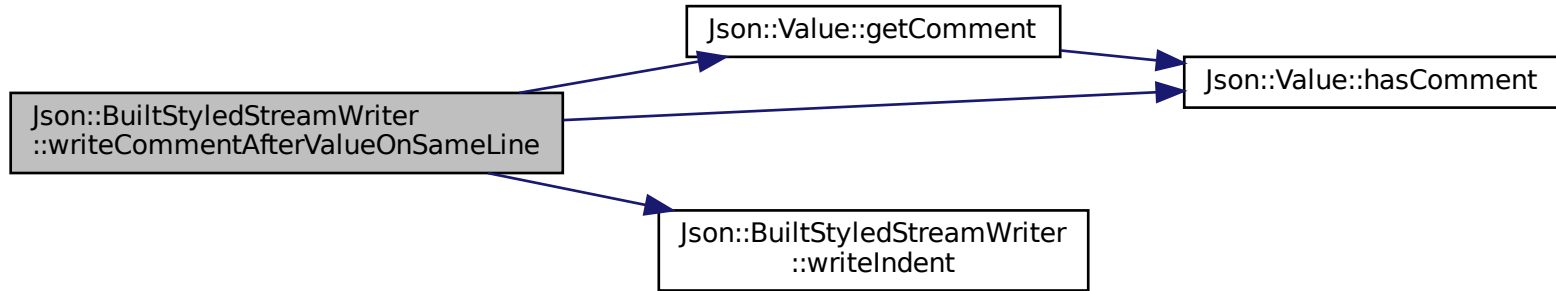 Json::Value::getComment
Json::Value::hasComment
Json::BuiltStyledStreamWriter
::writeCommentAfterValueOnSameLine
Json::BuiltStyledStreamWriter
::writeIndent